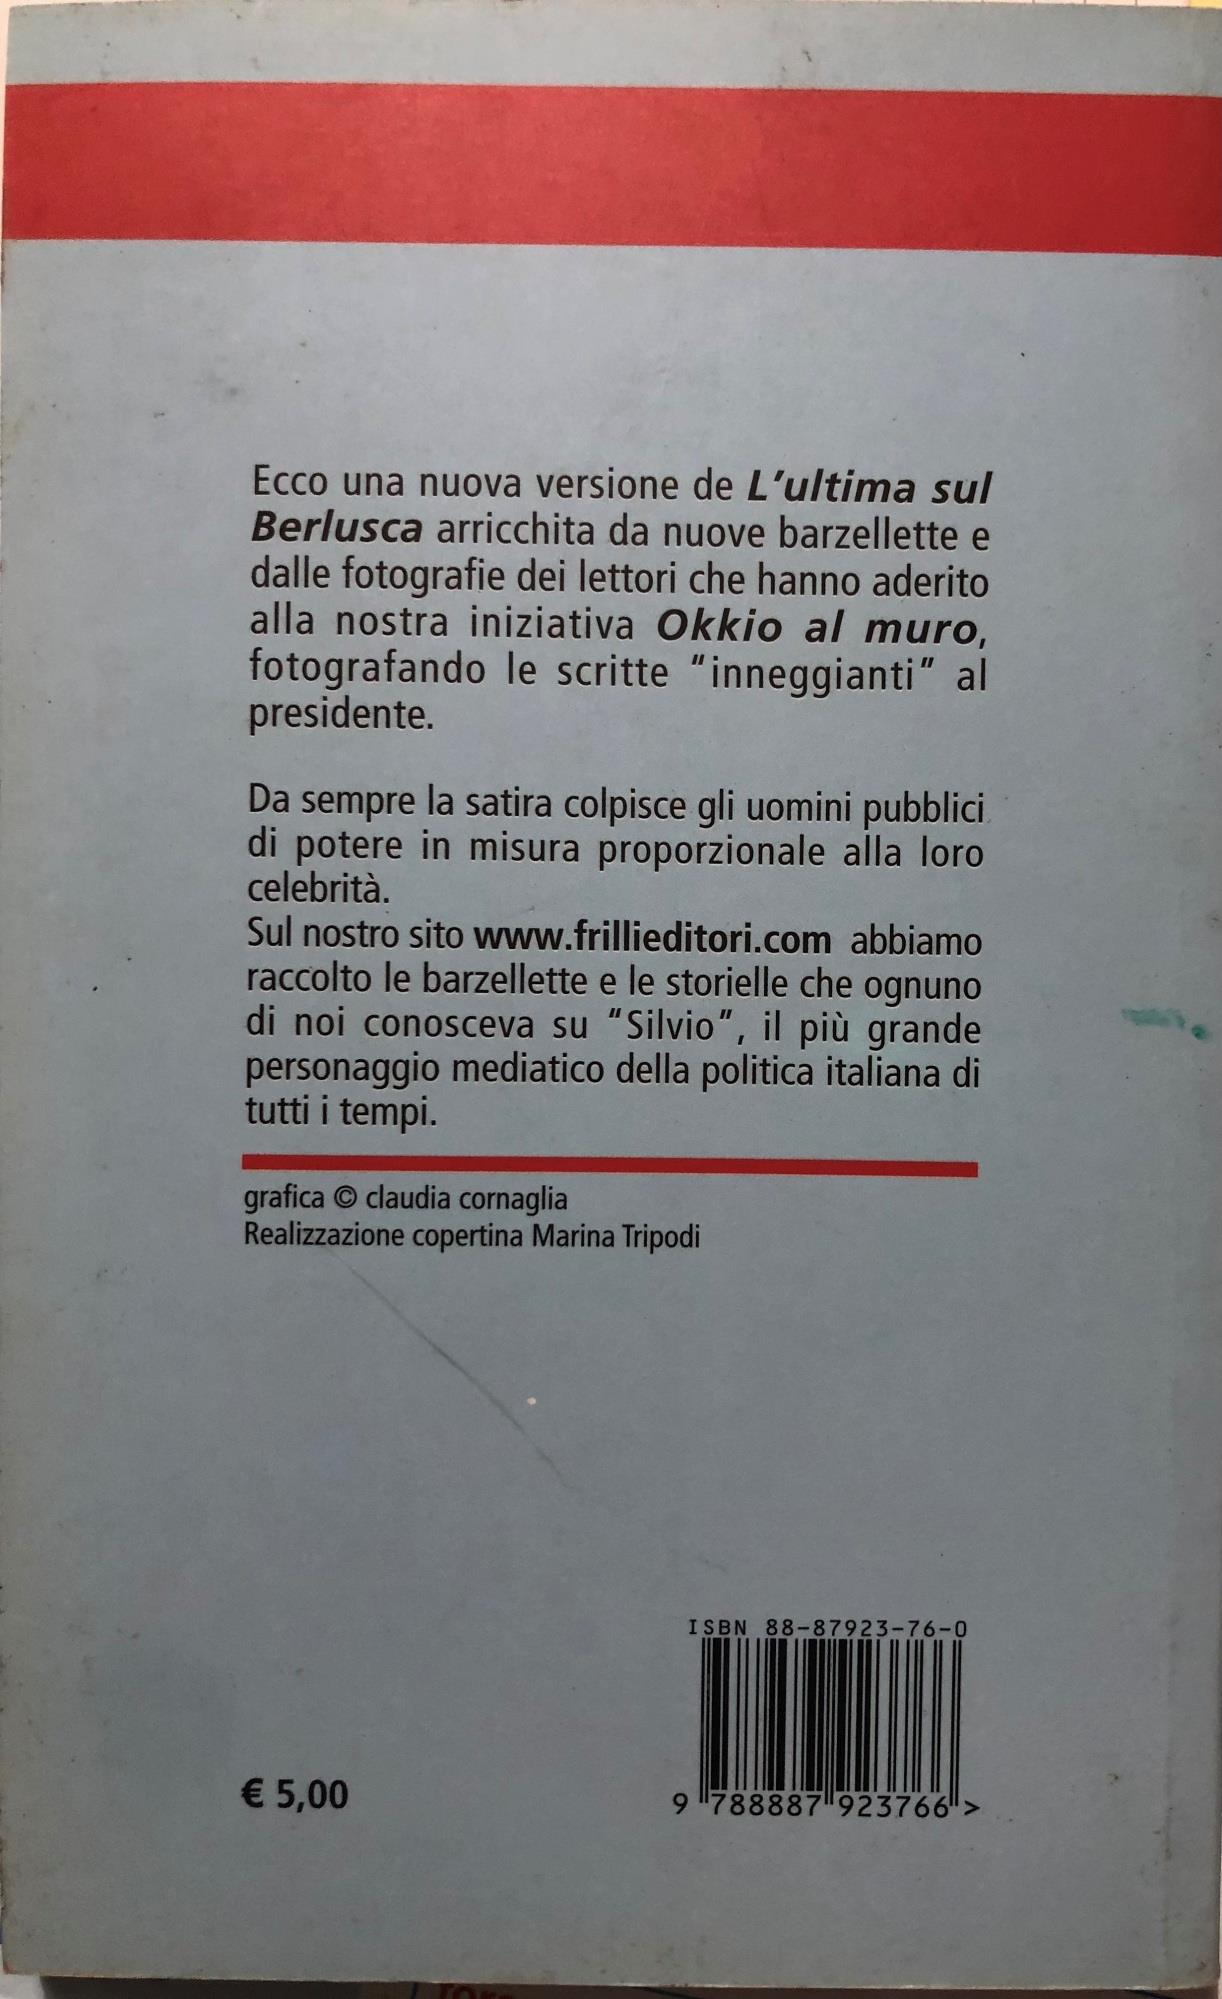 Ecco una nuova versione de L'ultima sul
Berlusca arricchita da nuove barzellette e
dalle fotografie dei lettori che hanno aderito
alla nostra iniziativa Okkio al muro,
fotografando le scritte "inneggianti" al
presidente.
Da sempre la satira colpisce gli uomini pubblici
di potere in misura proporzionale alla loro
celebrità.
Sul nostro sito www.frillieditori.com abbiamo
raccolto le barzellette e le storielle che ognuno
di noi conosceva su "Silvio", il più grande
personaggio mediatico della politica italiana di
tutti i tempi.
grafica © claudia cornaglia
Realizzazione copertina Marina Tripodi
ISBN 88-87923-76-0
€ 5,00
9 788887 923766 >